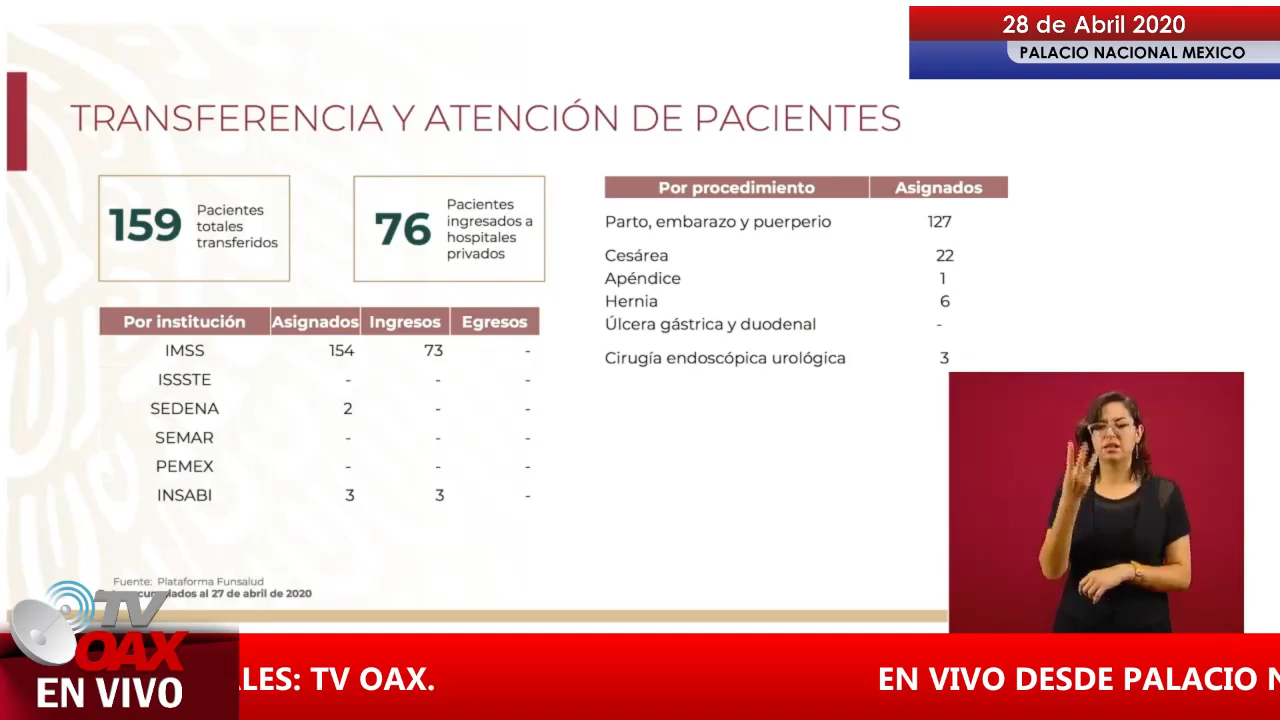 28 de Abril 2020
PALACIO NACIONAL MEXICO
TRANSFERENCIA Y ATENCIÓN DE PACIENTES
159 Pacientes
totales
transferidos
76 Pacientes
ingresados a
hospitales
privados
Por institución Asignados Ingresos Egresos
IMSS 154 73 -
ISSSTE - - -
SEDENA 2 - -
SEMAR - - -
PEMEX - - -
INSABI 3 3 -
Por procedimiento Asignados
Parto, embarazo y puerperio 127
Cesárea 22
Apéndice 1
Hernia 6
Úlcera gástrica y duodenal -
Cirugía endoscópica urológica 3
Fuente: Plataforma Funsalud
al 27 de abril de 2020
TV
OAX
EN VIVO
ALES: TV OAX. EN VIVO DESDE PALACIO N